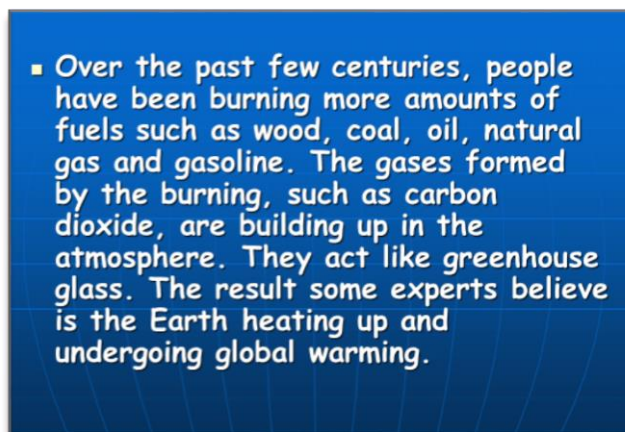 Over the past few centuries, people
have been burning more amounts of
fuels such as wood, coal, oil, natural
gas and gasoline. The gases formed
by the burning, such as carbon
dioxide, are building up in the
atmosphere. They act like greenhouse
glass. The result some experts believe
is the Earth heating up and
undergoing global warming.